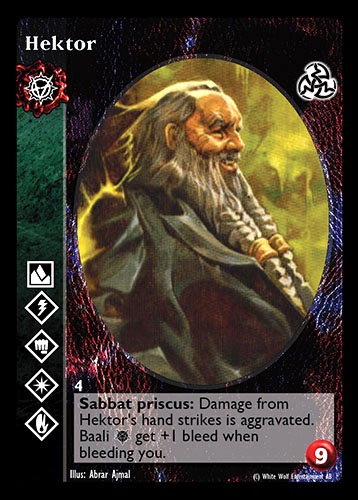 Hektor
4
Sabbat priscus: Damage from
Hektor's hand strikes is aggravated.
Baali get +1 bleed when
bleeding you.
9
Illus: Abrar Ajmal
(C) White Wolf Entertainment AB